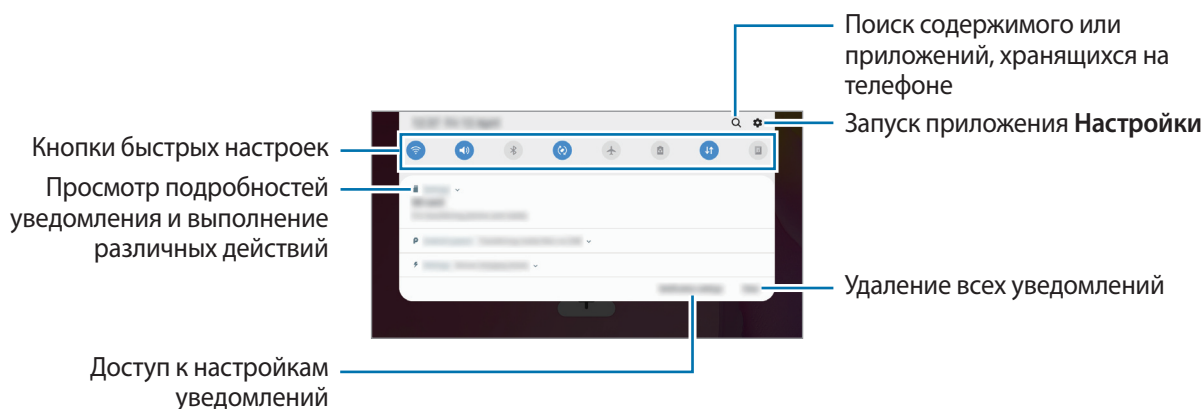 Поиск содержимого или
приложений, хранящихся на
телефоне
Запуск приложения Настройки
Кнопки быстрых настроек
Просмотр подробностей
уведомления и выполнение
различных действий
Удаление всех уведомлений
Доступ к настройкам
уведомлений